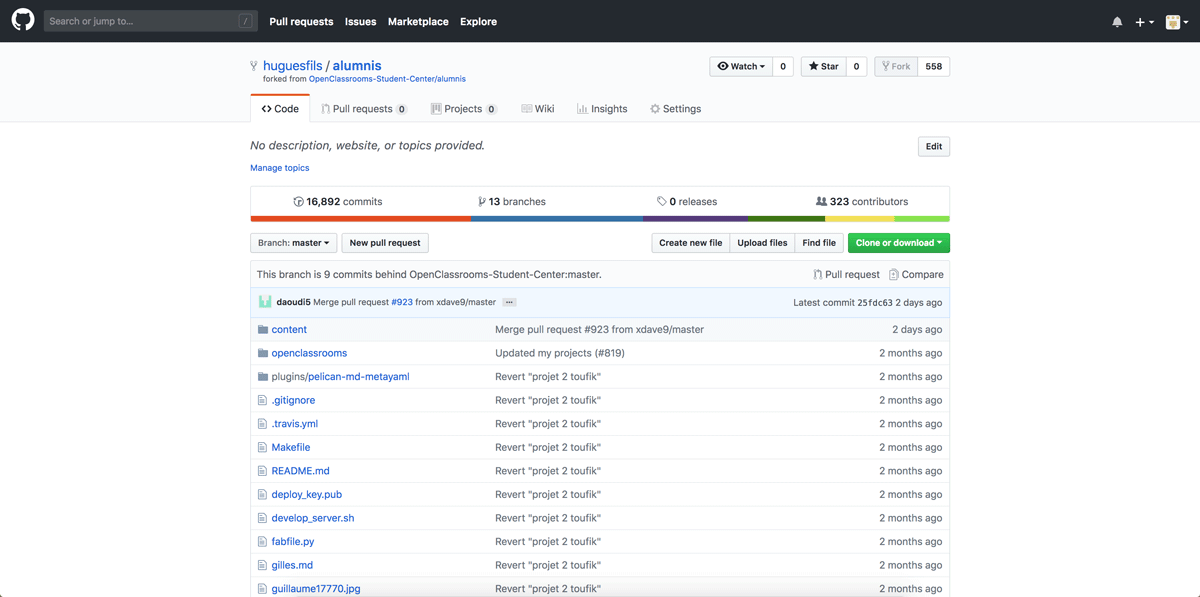 Search or jump to... /
Pull requests Issues Marketplace Explore
huguesfils / alumnis
forked from OpenClassrooms-Student-Center/alumnis
Watch 0 Star 0 Fork 558
Code Pull requests 0 Projects 0 Wiki Insights Settings
No description, website, or topics provided.
Edit
Manage topics
16,892 commits 13 branches 0 releases 323 contributors
Branch: master New pull request Create new file Upload files Find file Clone or download
This branch is 9 commits behind OpenClassrooms-Student-Center:master. Pull request Compare
daoudi5 Merge pull request #923 from xdave9/master ... Latest commit 25fdc63 2 days ago
content Merge pull request #923 from xdave9/master 2 days ago
openclassrooms Updated my projects (#819) 2 months ago
plugins/pelican-md-metayaml Revert "projet 2 toufik" 2 months ago
.gitignore Revert "projet 2 toufik" 2 months ago
.travis.yml Revert "projet 2 toufik" 2 months ago
Makefile Revert "projet 2 toufik" 2 months ago
README.md Revert "projet 2 toufik" 2 months ago
deploy_key.pub Revert "projet 2 toufik" 2 months ago
develop_server.sh Revert "projet 2 toufik" 2 months ago
fabfile.py Revert "projet 2 toufik" 2 months ago
gilles.md Revert "projet 2 toufik" 2 months ago
guillaume17770.jpg Revert "projet 2 toufik" 2 months ago